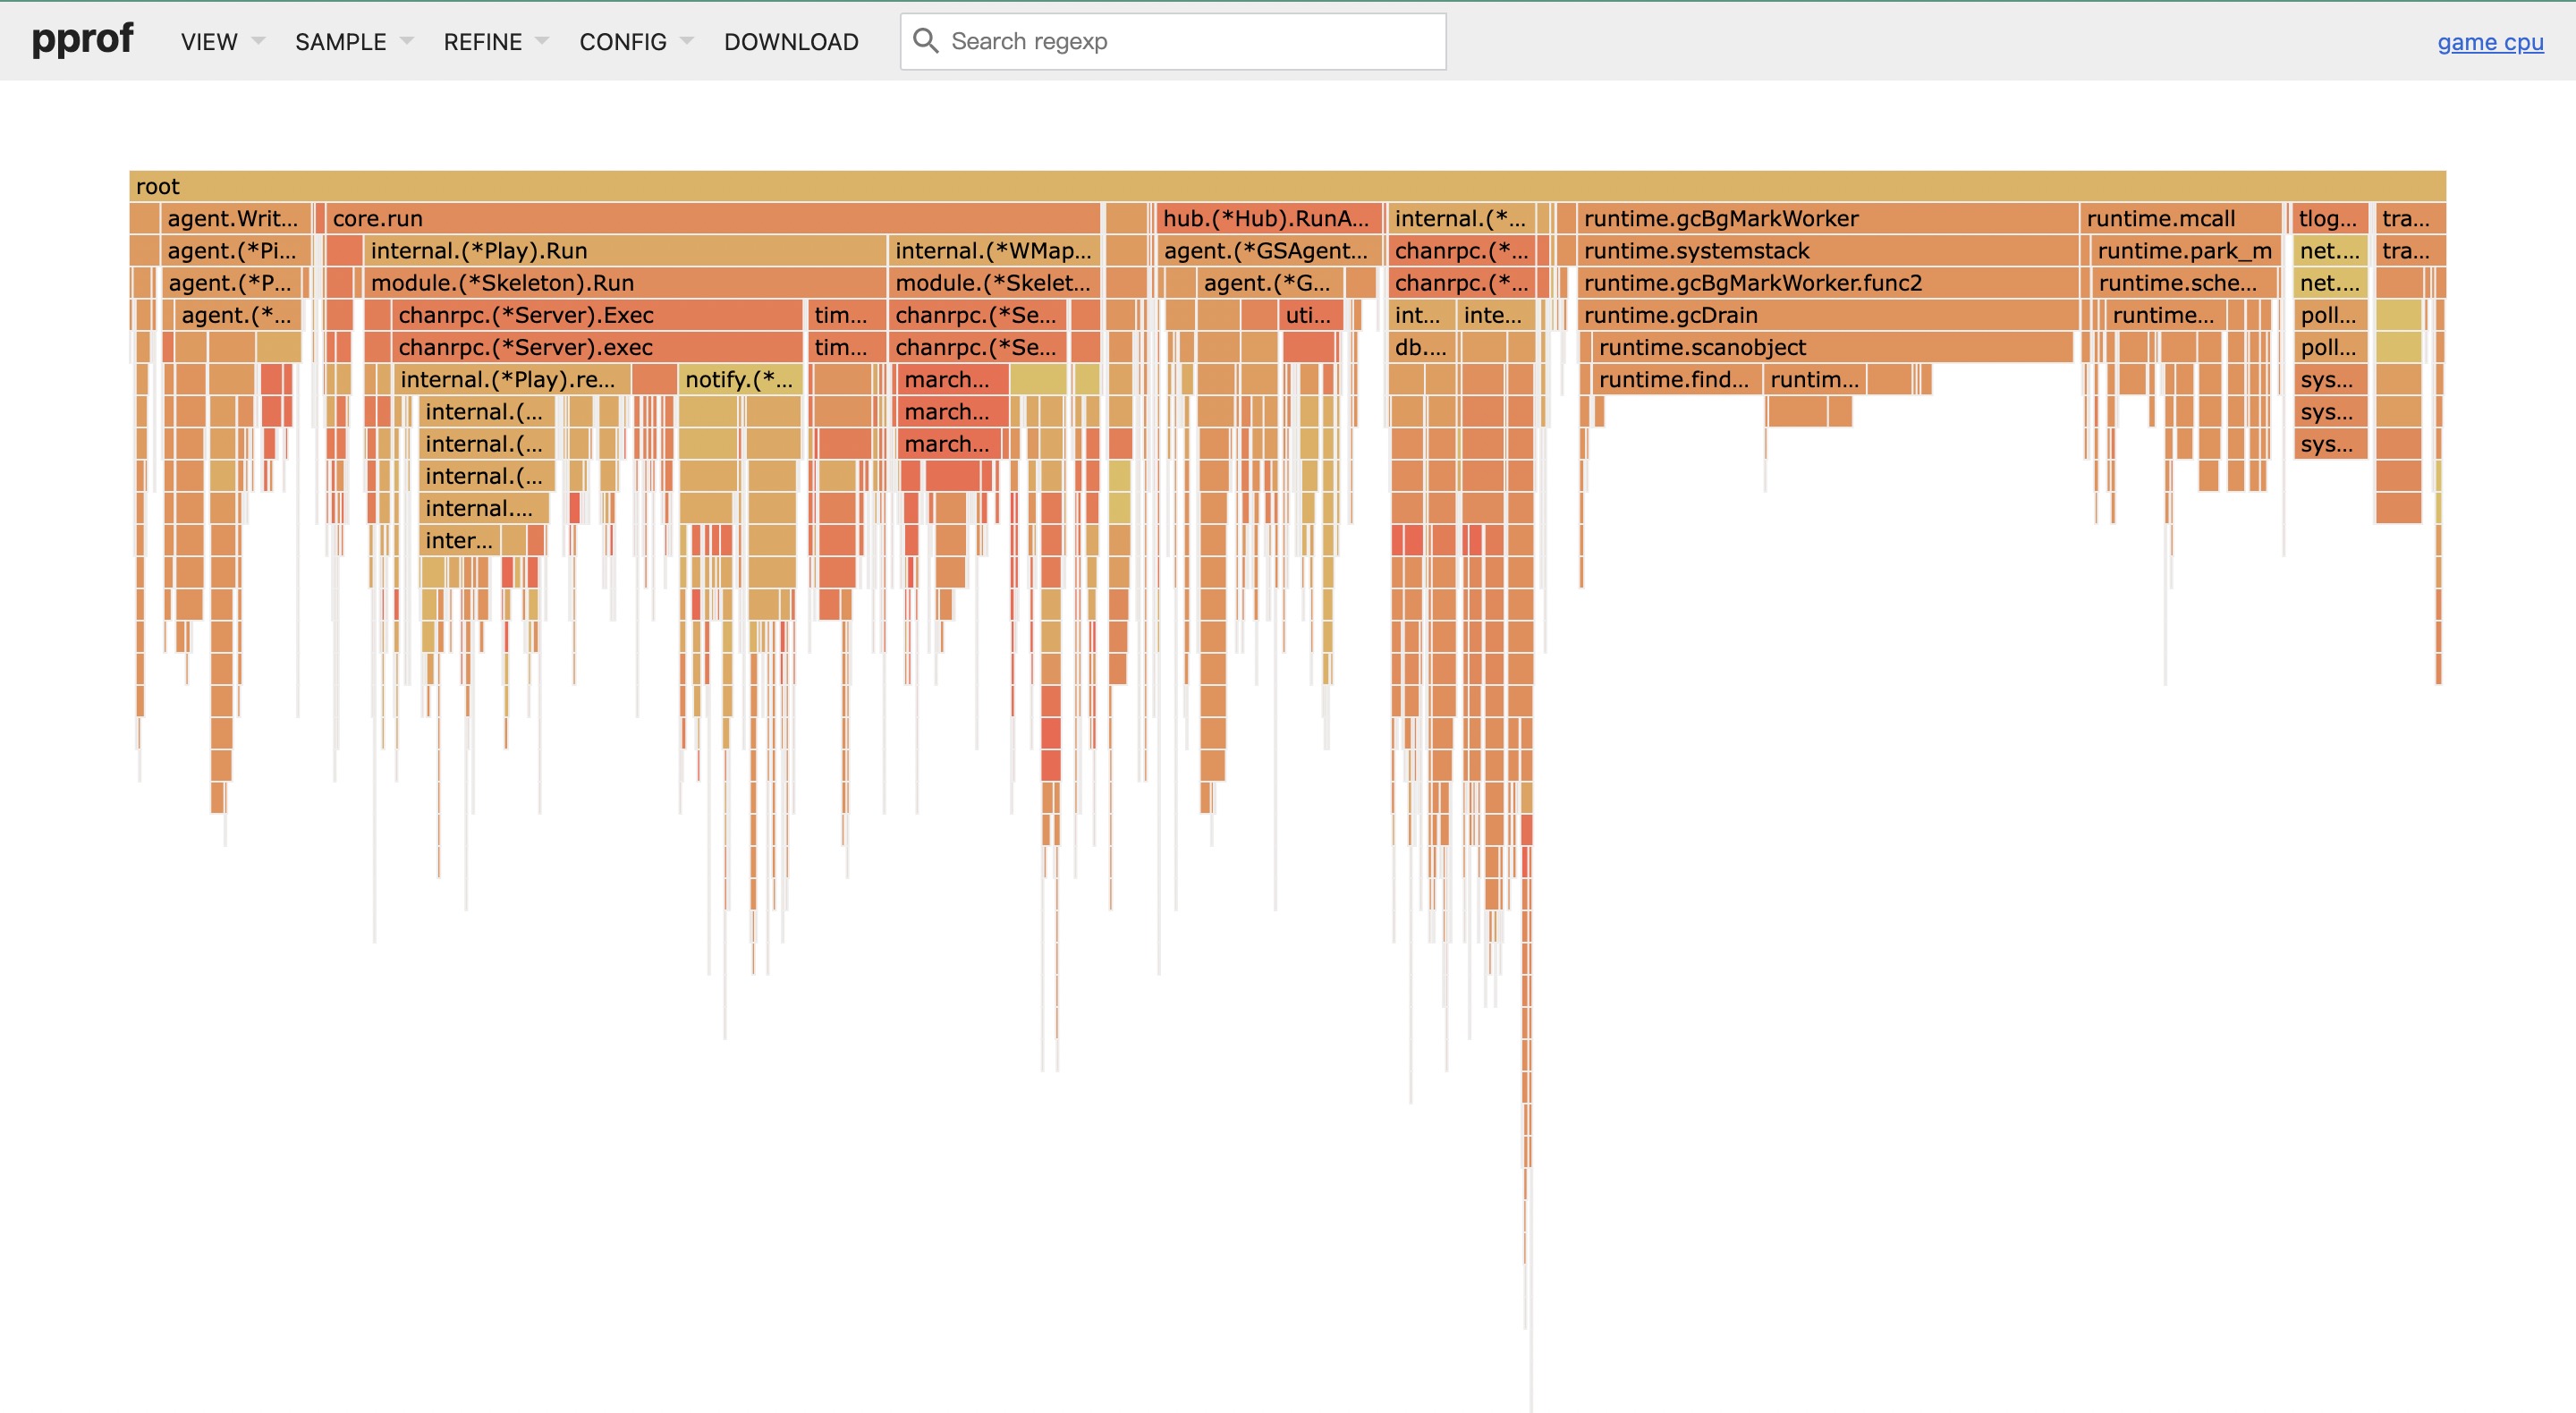 pprof VIEW SAMPLE REFINE CONFIG DOWNLOAD Search regexp game cpu
root
agent.Writ... core.run hub.(*Hub).RunA... internal.(*... runtime.gcBgMarkWorker runtime.mcall tlog... tra...
agent.(*Pi... internal.(*Play).Run internal.(*WMap... agent.(*GSAgent... chanrpc.(*... runtime.systemstack runtime.park_m net.... tra...
agent.(*P... module.(*Skeleton).Run module.(*Skelet... agent.(*G... chanrpc.(*... runtime.gcBgMarkWorker.func2 runtime.sche... net....
agent.(*... chanrpc.(*Server).Exec tim... chanrpc.(*Se... uti... int... inte... runtime.gcDrain runtime... poll...
chanrpc.(*Server).exec tim... chanrpc.(*Se... db.... runtime.scanobject poll...
internal.(*Play).re... notify.(*... march... runtime.find... runtim... sys...
internal.(... march... sys...
internal.(... march... sys...
internal.(...
internal....
inter...